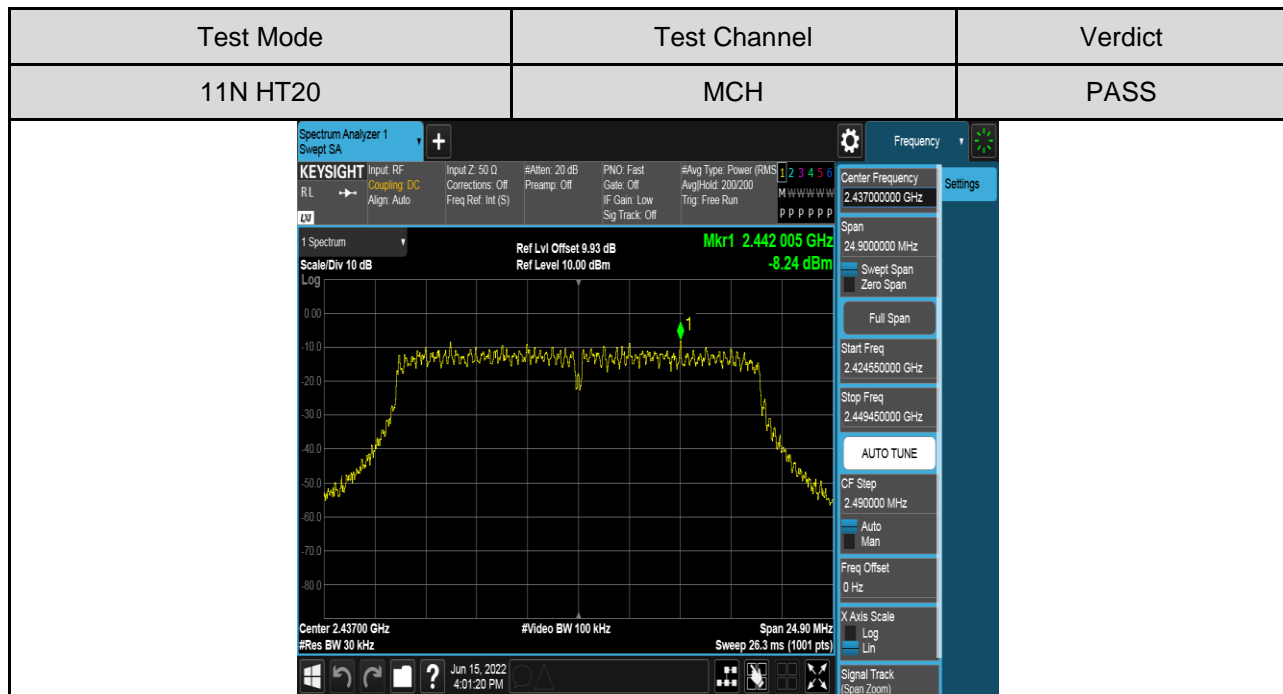 Test Mode Test Channel Verdict
11N HT20 MCH PASS
Spectrum Analyzer 1
Swept SA
+
Frequency
KEYSIGHT Input: RF Input Z: 50 Ω #Atten: 20 dB PNO: Fast #Avg Type: Power (RMS 1 2 3 4 5 6
RL Coupling: DC Corrections: Off Preamp: Off Gate: Off Avg|Hold: 200/200 M W W W W W
Align: Auto Freq Ref: Int (S) IF Gain: Low Trig: Free Run
LXI Sig Track: Off P P P P P P
1 Spectrum
Scale/Div 10 dB
Ref Lvl Offset 9.93 dB
Ref Level 10.00 dBm
Mkr1 2.442 005 GHz
-8.24 dBm
Log
0.00
1
-10.0
-20.0
-30.0
-40.0
-50.0
-60.0
-70.0
-80.0
Center 2.43700 GHz #Video BW 100 kHz Span 24.90 MHz
#Res BW 30 kHz Sweep 26.3 ms (1001 pts)
?
Jun 15, 2022
4:01:20 PM
Center Frequency
2.437000000 GHz
Settings
Span
24.9000000 MHz
Swept Span
Zero Span
Full Span
Start Freq
2.424550000 GHz
Stop Freq
2.449450000 GHz
AUTO TUNE
CF Step
2.490000 MHz
Auto
Man
Freq Offset
0 Hz
X Axis Scale
Log
Lin
Signal Track
(Span Zoom)